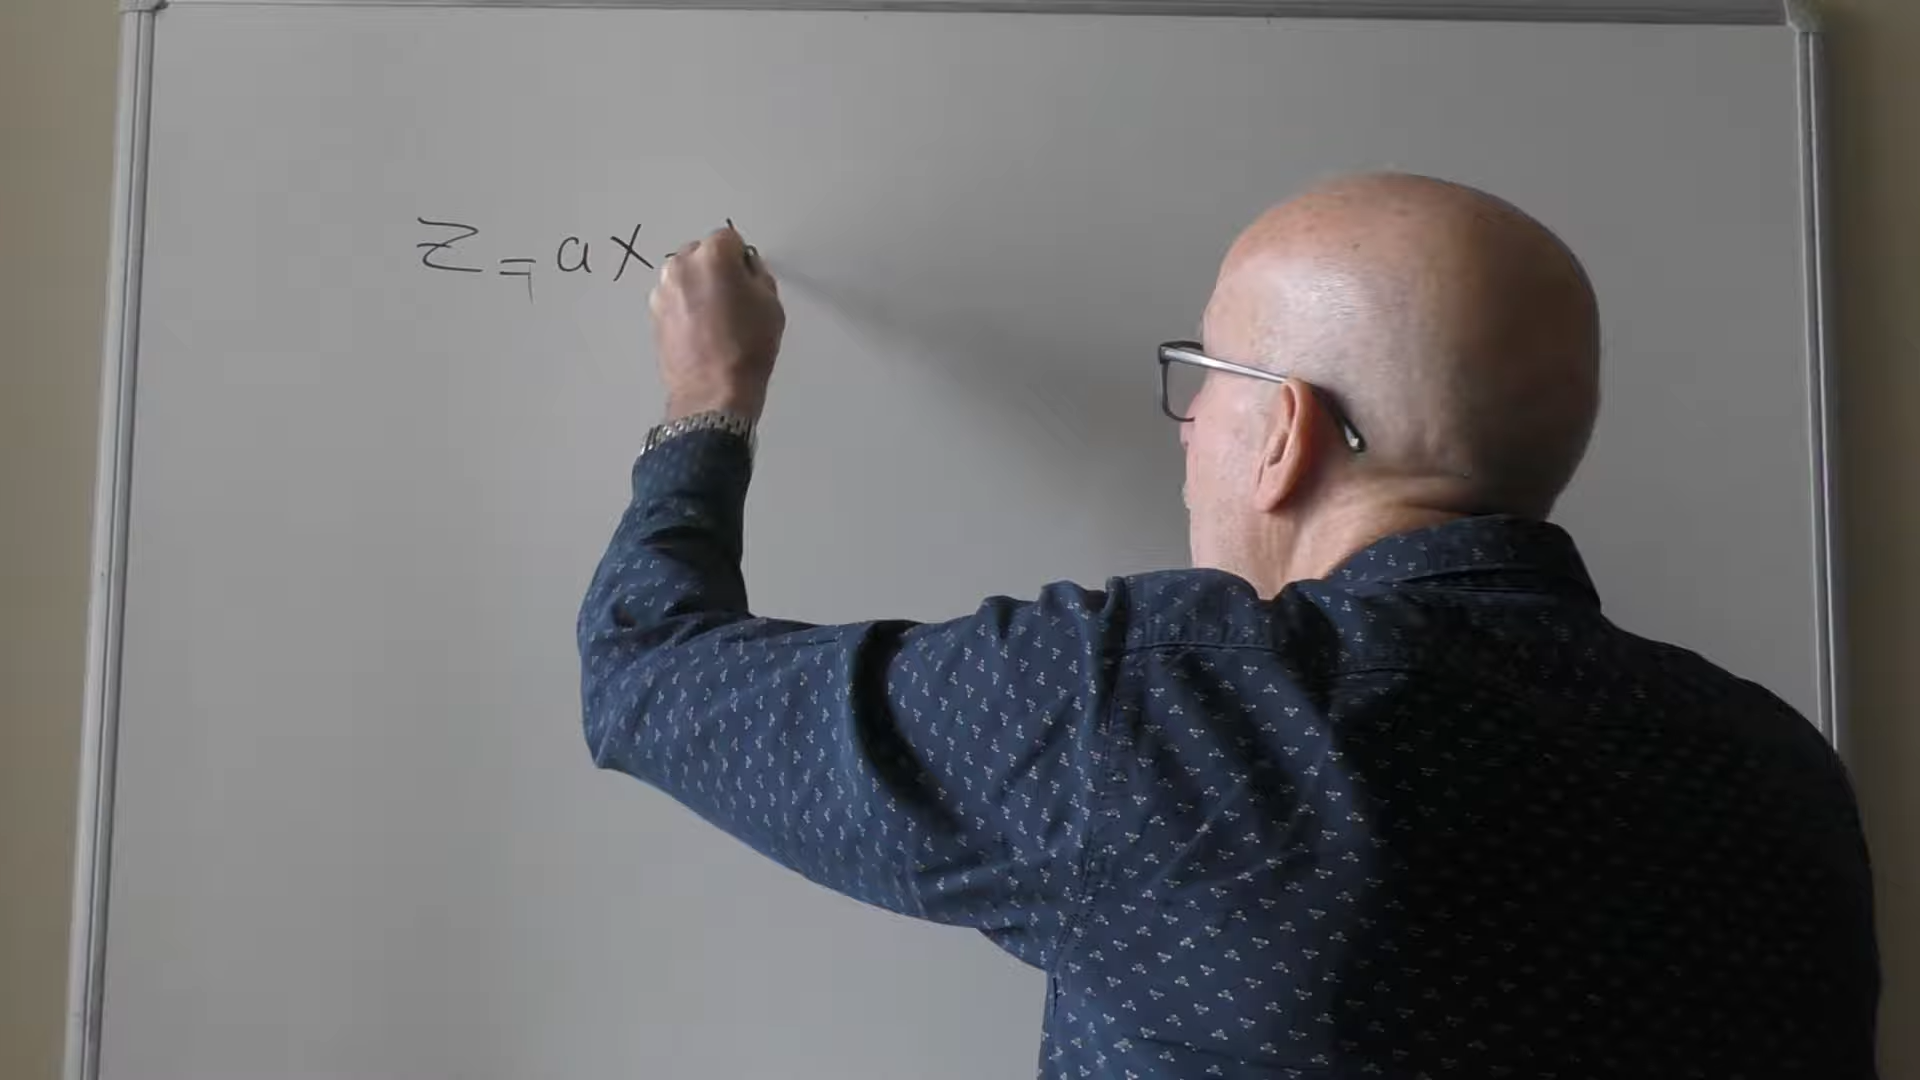 z = ax